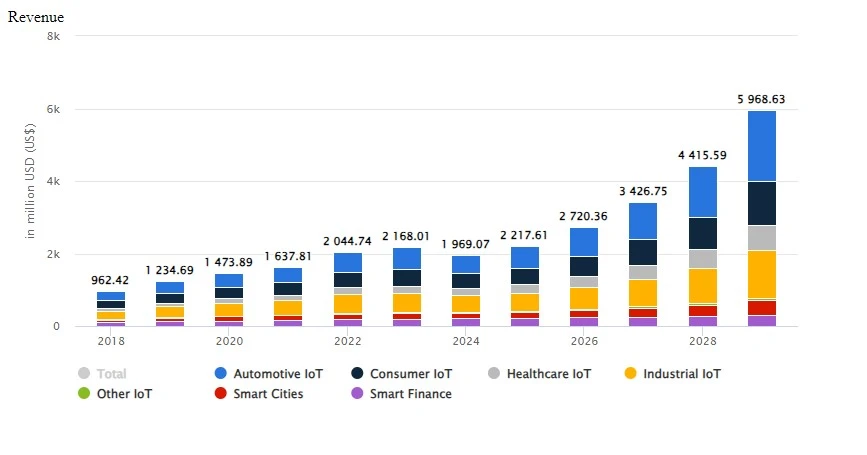 Revenue
8k
6k
4k
2k
0
in million USD (US$)
962.42
1 234.69
1 473.89
1 637.81
2 044.74
2 168.01
1 969.07
2 217.61
2 720.36
3 426.75
4 415.59
5 968.63
2018
2020
2022
2024
2026
2028
Total Automotive IoT Consumer IoT Healthcare IoT Industrial IoT
Other IoT Smart Cities Smart Finance